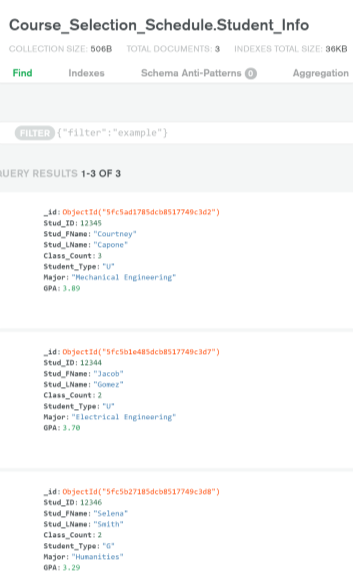 Course_Selection_Schedule.Student_Info
COLLECTION SIZE: 506B TOTAL DOCUMENTS: 3 INDEXES TOTAL SIZE: 36KB
Find Indexes Schema Anti-Patterns 0 Aggregation
FILTER {"filter":"example"}
UERY RESULTS 1-3 OF 3
_id: ObjectId("5fc5ad1785dcb8517749c3d2")
Stud_ID: 12345
Stud_FName: "Courtney"
Stud_LName: "Capone"
Class_Count: 3
Student_Type: "U"
Major: "Mechanical Engineering"
GPA: 3.89
_id: ObjectId("5fc5b1e485dcb8517749c3d7")
Stud_ID: 12344
Stud_FName: "Jacob"
Stud_LName: "Gomez"
Class_Count: 2
Student_Type: "U"
Major: "Electrical Engineering"
GPA: 3.70
_id: ObjectId("5fc5b27185dcb8517749c3d8")
Stud_ID: 12346
Stud_FName: "Selena"
Stud_LName: "Smith"
Class_Count: 2
Student_Type: "G"
Major: "Humanities"
GPA: 3.29